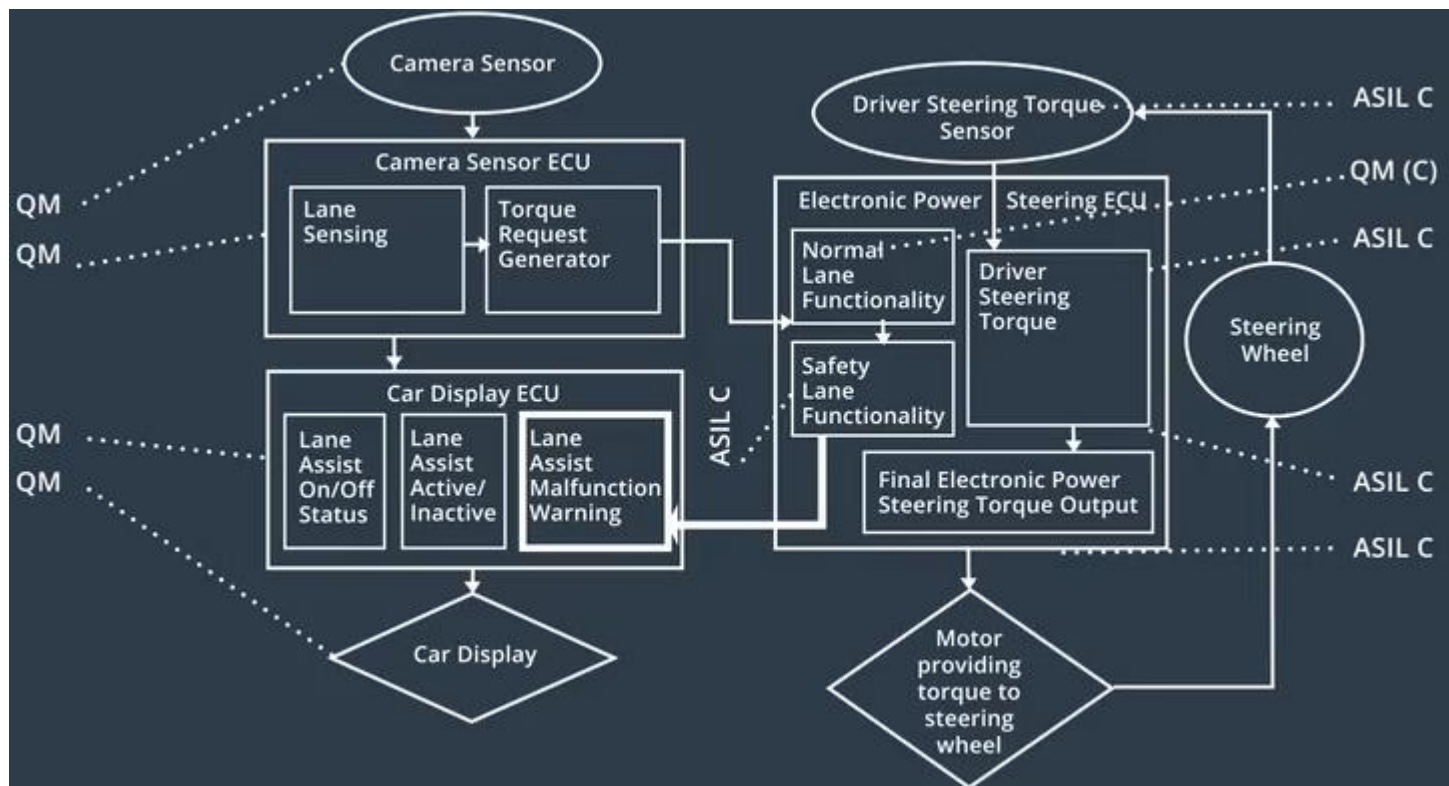 Camera Sensor
Camera Sensor ECU
Lane
Sensing
Torque
Request
Generator
QM
QM
Car Display ECU
Lane
Assist
On/Off
Status
Lane
Assist
Active/
Inactive
Lane
Assist
Malfunction
Warning
QM
QM
Car Display
Driver Steering Torque
Sensor
Electronic Power Steering ECU
Normal
Lane
Functionality
Safety
Lane
Functionality
Driver
Steering
Torque
Final Electronic Power
Steering Torque Output
ASIL C
Motor
providing
torque to
steering
wheel
Steering
Wheel
ASIL C
QM (C)
ASIL C
ASIL C
ASIL C